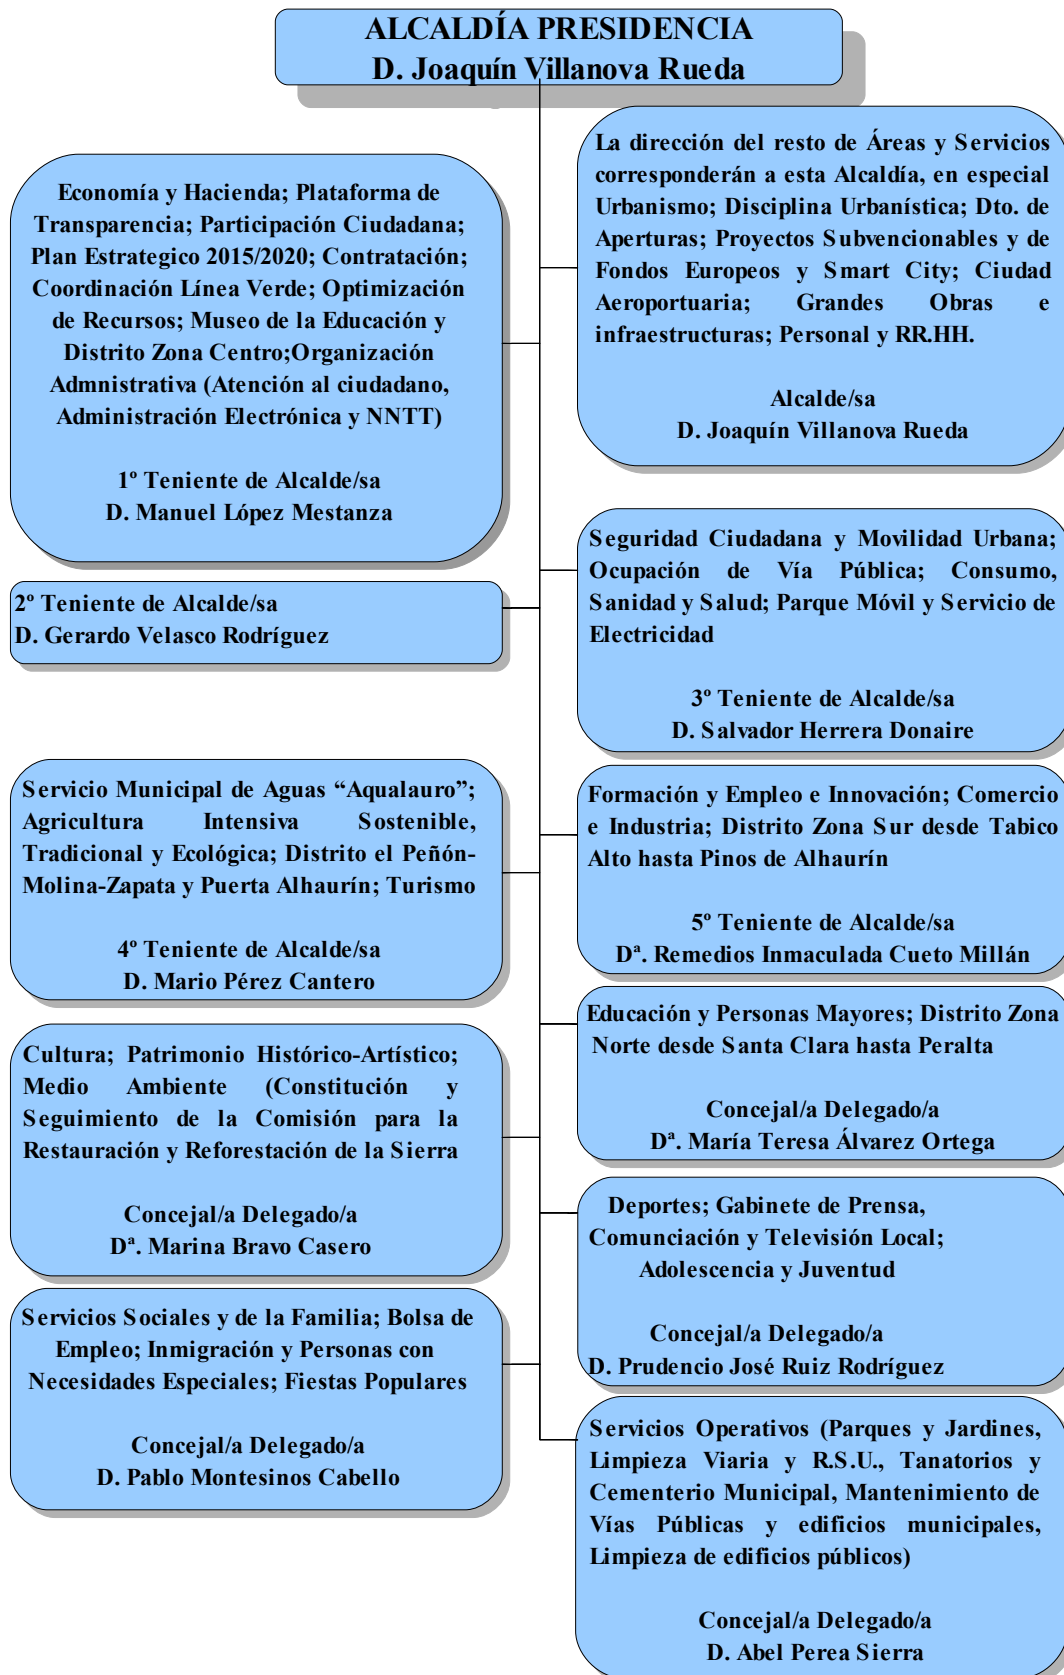 ALCALDÍA PRESIDENCIA
D. Joaquín Villanova Rueda
Economía y Hacienda; Plataforma de
Transparencia; Participación Ciudadana;
Plan Estrategico 2015/2020; Contratación;
Coordinación Línea Verde; Optimización
de Recursos; Museo de la Educación y
Distrito Zona Centro;Organización
Admnistrativa (Atención al ciudadano,
Administración Electrónica y NNTT)
1º Teniente de Alcalde/sa
D. Manuel López Mestanza
La dirección del resto de Áreas y Servicios
corresponderán a esta Alcaldía, en especial
Urbanismo; Disciplina Urbanística; Dto. de
Aperturas; Proyectos Subvencionables y de
Fondos Europeos y Smart City; Ciudad
Aeroportuaria; Grandes Obras e
infraestructuras; Personal y RR.HH.
Alcalde/sa
D. Joaquín Villanova Rueda
2º Teniente de Alcalde/sa
D. Gerardo Velasco Rodríguez
Seguridad Ciudadana y Movilidad Urbana;
Ocupación de Vía Pública; Consumo,
Sanidad y Salud; Parque Móvil y Servicio de
Electricidad
3º Teniente de Alcalde/sa
D. Salvador Herrera Donaire
Servicio Municipal de Aguas “Aqualauro”;
Agricultura Intensiva Sostenible,
Tradicional y Ecológica; Distrito el Peñón-
Molina-Zapata y Puerta Alhaurín; Turismo
4º Teniente de Alcalde/sa
D. Mario Pérez Cantero
Formación y Empleo e Innovación; Comercio
e Industria; Distrito Zona Sur desde Tabico
Alto hasta Pinos de Alhaurín
5º Teniente de Alcalde/sa
Dª. Remedios Inmaculada Cueto Millán
Cultura; Patrimonio Histórico-Artístico;
Medio Ambiente (Constitución y
Seguimiento de la Comisión para la
Restauración y Reforestación de la Sierra
Concejal/a Delegado/a
Dª. Marina Bravo Casero
Educación y Personas Mayores; Distrito Zona
Norte desde Santa Clara hasta Peralta
Concejal/a Delegado/a
Dª. María Teresa Álvarez Ortega
Deportes; Gabinete de Prensa,
Comunciación y Televisión Local;
Adolescencia y Juventud
Concejal/a Delegado/a
D. Prudencio José Ruiz Rodríguez
Servicios Sociales y de la Familia; Bolsa de
Empleo; Inmigración y Personas con
Necesidades Especiales; Fiestas Populares
Concejal/a Delegado/a
D. Pablo Montesinos Cabello
Servicios Operativos (Parques y Jardines,
Limpieza Viaria y R.S.U., Tanatorios y
Cementerio Municipal, Mantenimiento de
Vías Públicas y edificios municipales,
Limpieza de edificios públicos)
Concejal/a Delegado/a
D. Abel Perea Sierra